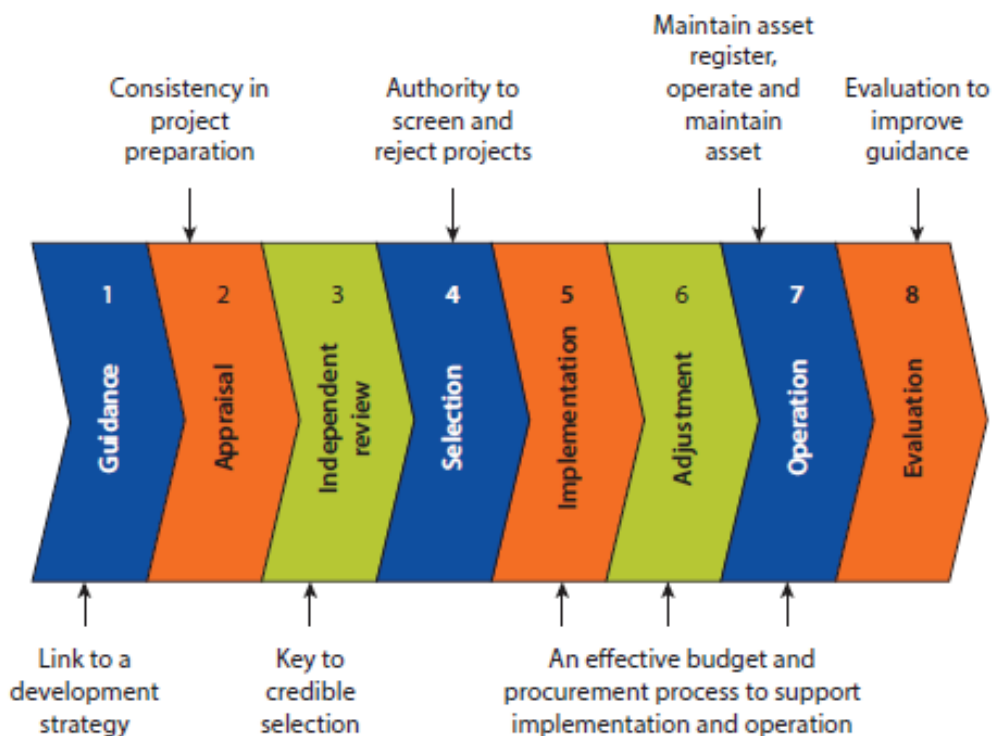 Consistency in
project
preparation
Authority to
screen and
reject projects
Maintain asset
register,
operate and
maintain
asset
Evaluation to
improve
guidance
1
Guidance
2
Appraisal
3
Independent
review
4
Selection
5
Implementation
6
Adjustment
7
Operation
8
Evaluation
Link to a
development
strategy
Key to
credible
selection
An effective budget and
procurement process to support
implementation and operation